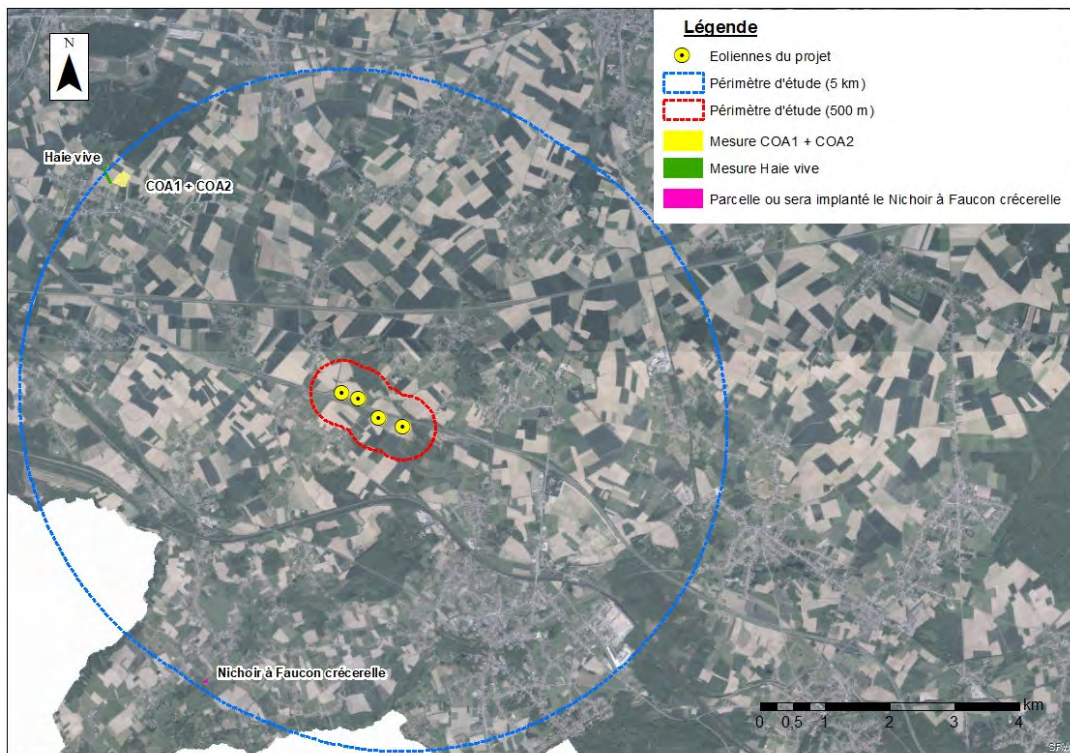 N
Légende
Eoliennes du projet
Périmètre d'étude (5 km)
Périmètre d'étude (500 m)
Mesure COA1 + COA2
Mesure Haie vive
Parcelle ou sera implanté le Nichoir à Faucon crécerelle
Haie vive
COA1 + COA2
Nichoir à Faucon crécerelle
km
0 0,5 1 2 3 4